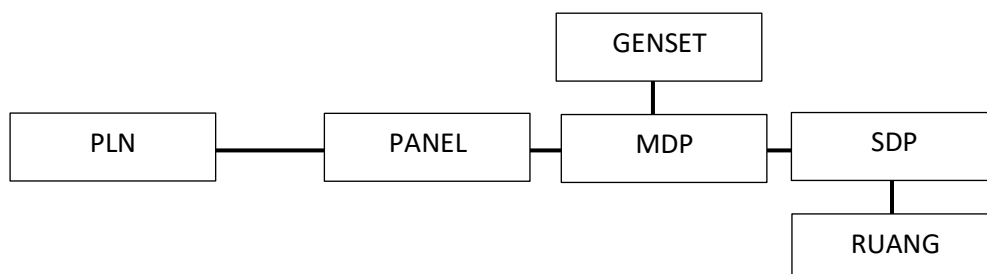 GENSET
PLN
PANEL
MDP
SDP
RUANG